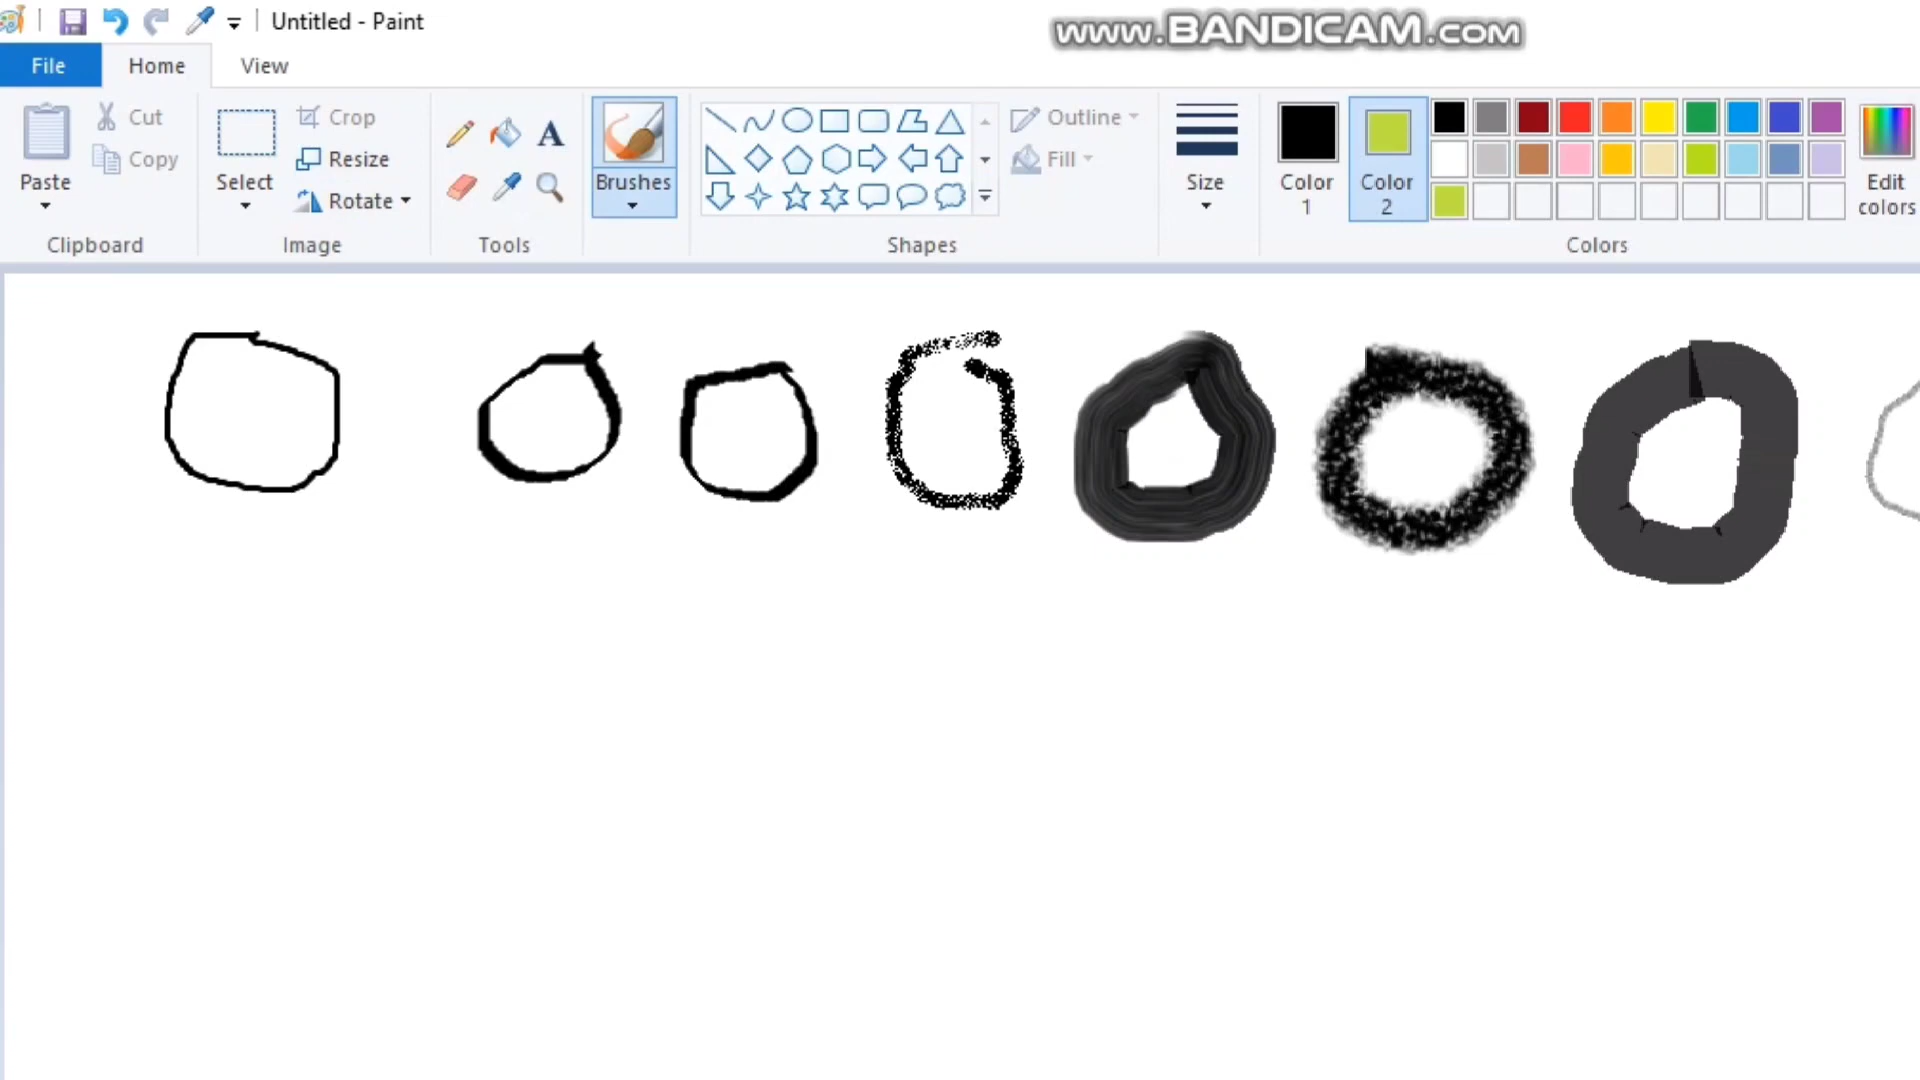 Untitled - Paint
www.BANDICAM.com
File Home View
Paste
Cut
Copy
Clipboard
Select
Crop
Resize
Rotate
Image
A
Tools
Brushes
Outline
Fill
Shapes
Size
Color
1
Color
2
Edit
colors
Colors